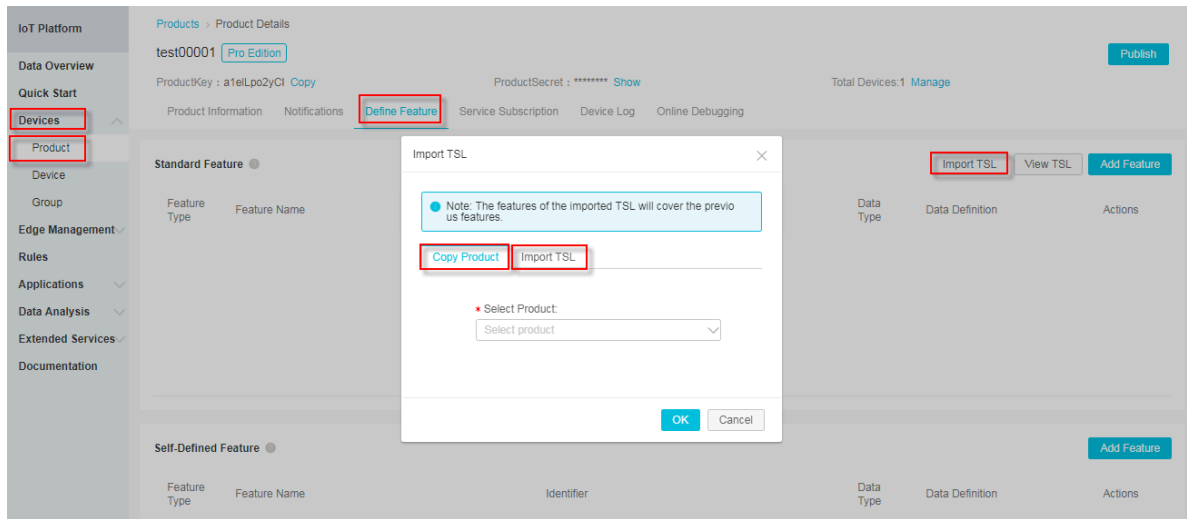 IoT Platform
Data Overview
Quick Start
Devices
Product
Device
Group
Edge Management
Rules
Applications
Data Analysis
Extended Services
Documentation
Products > Product Details
test00001 Pro Edition
Publish
ProductKey : a1elLpo2yCI Copy
ProductSecret : ******** Show
Total Devices:1 Manage
Product Information Notifications Define Feature Service Subscription Device Log Online Debugging
Standard Feature
Import TSL View TSL Add Feature
Feature
Type
Feature Name
Data
Type
Data Definition
Actions
Import TSL
Note: The features of the imported TSL will cover the previo
us features.
Copy Product Import TSL
* Select Product:
Select product
OK Cancel
Self-Defined Feature
Add Feature
Feature
Type
Feature Name
Identifier
Data
Type
Data Definition
Actions